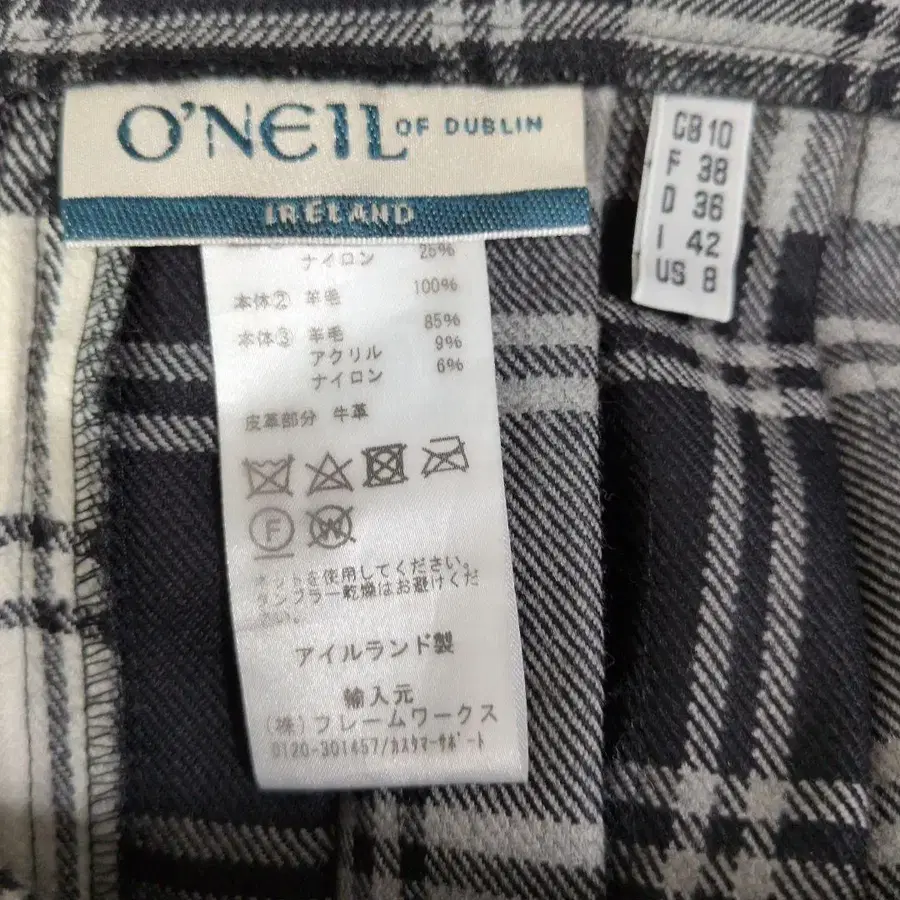 O'NEIL OF DUBLIN
IRELAND
GB 10
F 38
D 36
I 42
US 8
ナイロン 26%
本体② 羊毛 100%
本体③ 羊毛 85%
アクリル 9%
ナイロン 6%
皮革部分 牛革
F
W
ネットを使用してください。
タンブラー乾燥はお避けくだ
さい。
アイルランド製
輸入元
(株)フレームワークス
0120-301457/カスタマーサポート